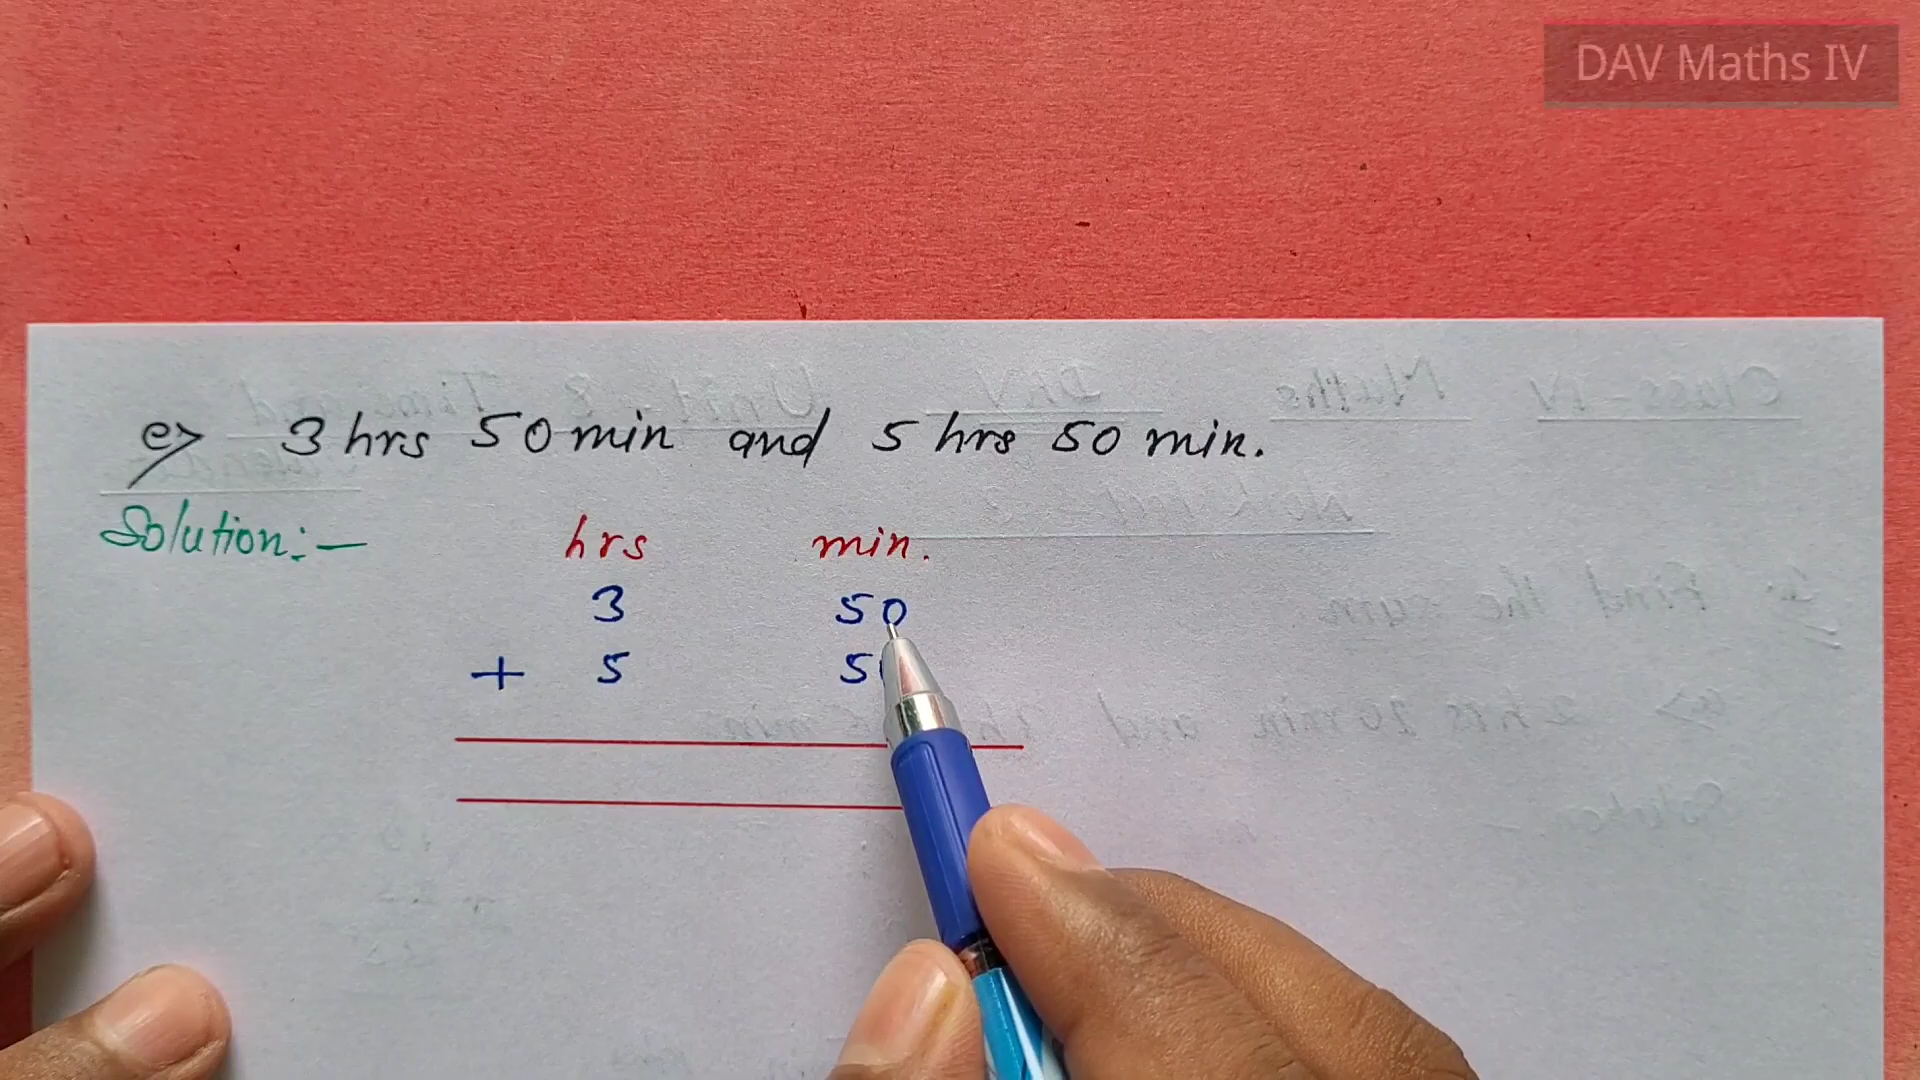 DAV Maths IV
e> 3 hrs 50 min and 5 hrs 50 min.
Solution:-
hrs min.
3 50
+ 5 5